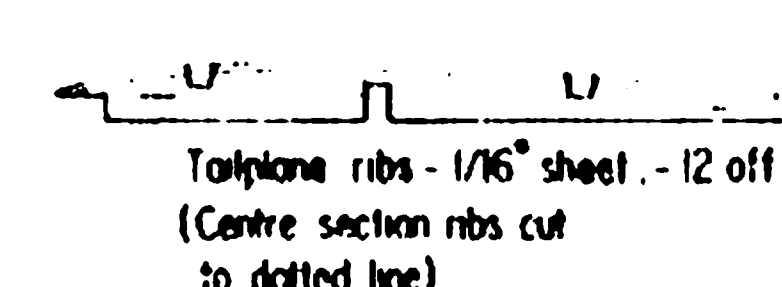 Tailplane ribs - 1/16" sheet. - 12 off
(Centre section ribs cut
to dotted line)